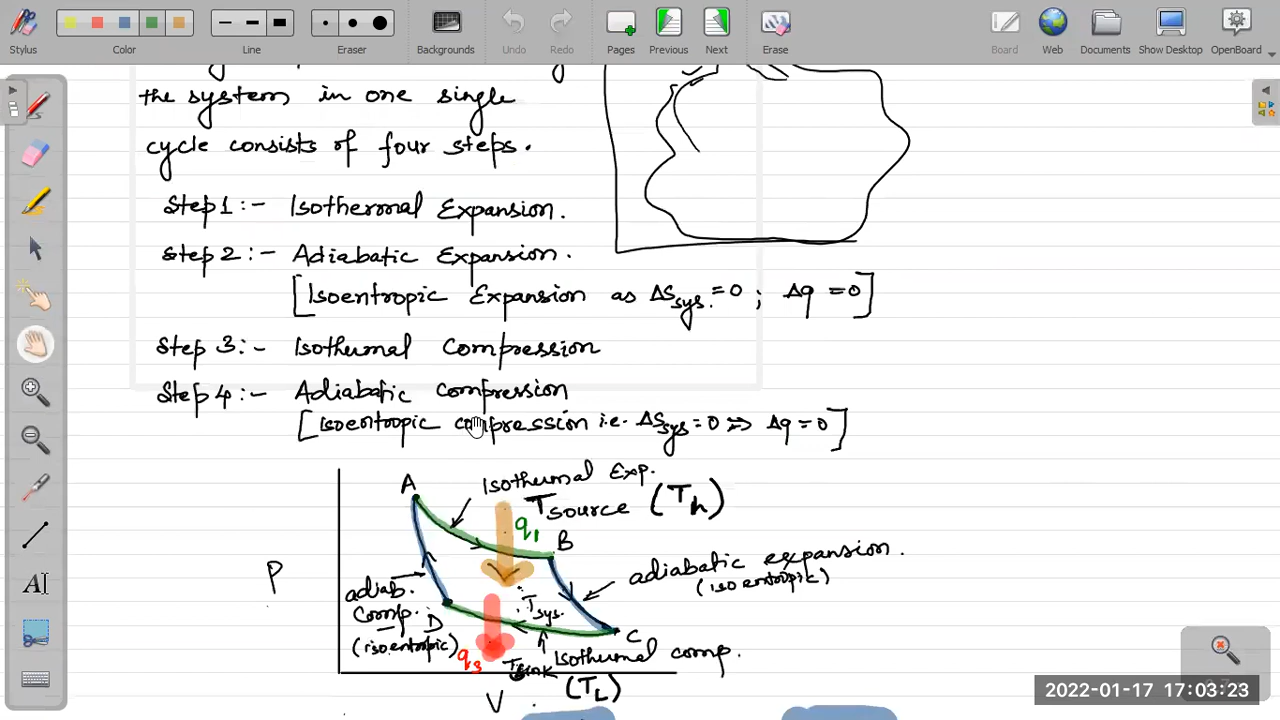 Stylus Color Line Eraser Backgrounds Undo Redo Pages Previous Next Erase Board Web Documents Show Desktop OpenBoard
the system in one single
cycle consists of four steps.
Step 1 :- Isothermal Expansion.
Step 2 :- Adiabatic Expansion.
[Isoentropic Expansion as ΔSsys. = 0 ; Δq = 0]
Step 3 :- Isothermal Compression
Step 4 :- Adiabatic Compression
[Isoentropic compression i.e. ΔSsys = 0 => Δq = 0]
A
Isothermal Exp.
Tsource (Th)
q1
B
P
adiabatic expansion.
(isoentropic)
adiab.
Comp. D
(isoentropic)
Tsys.
C
q3
Tsink
Isothermal comp.
(TL)
V
2022-01-17 17:03:23